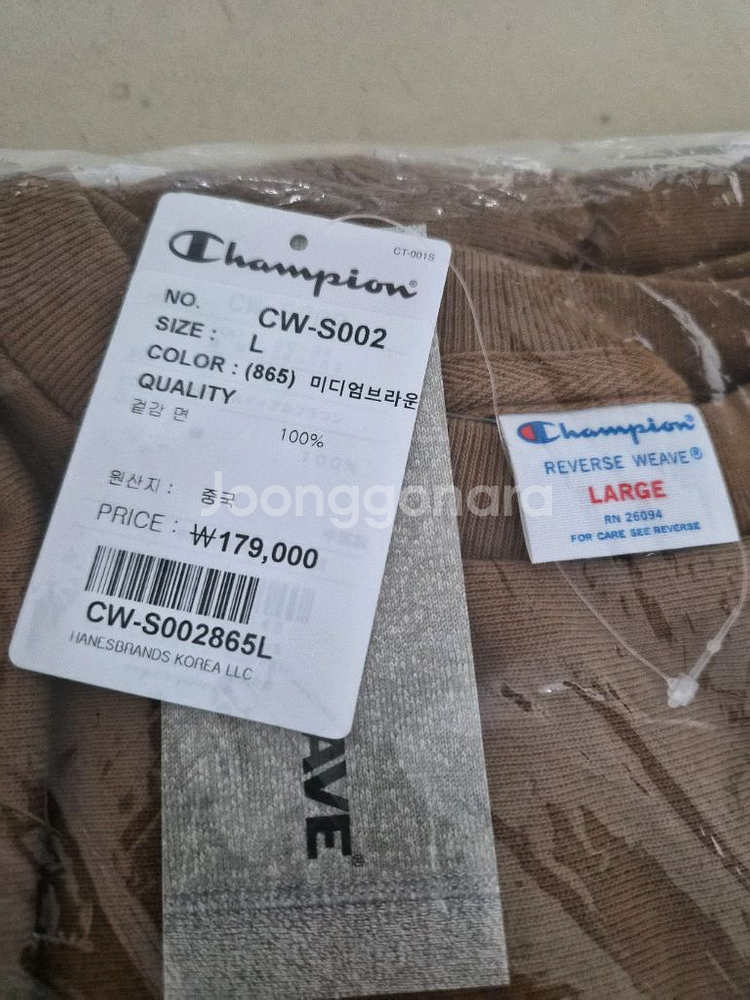 Champion®
CT-001S
NO. CW-S002
SIZE : L
COLOR : (865) 미디엄브라운
QUALITY
겉감 면
100%
원산지 : 중국
PRICE : ₩179,000
CW-S002865L
HANESBRANDS KOREA LLC
Champion®
REVERSE WEAVE®
LARGE
RN 26094
FOR CARE SEE REVERSE
AVE®
Joonggonara